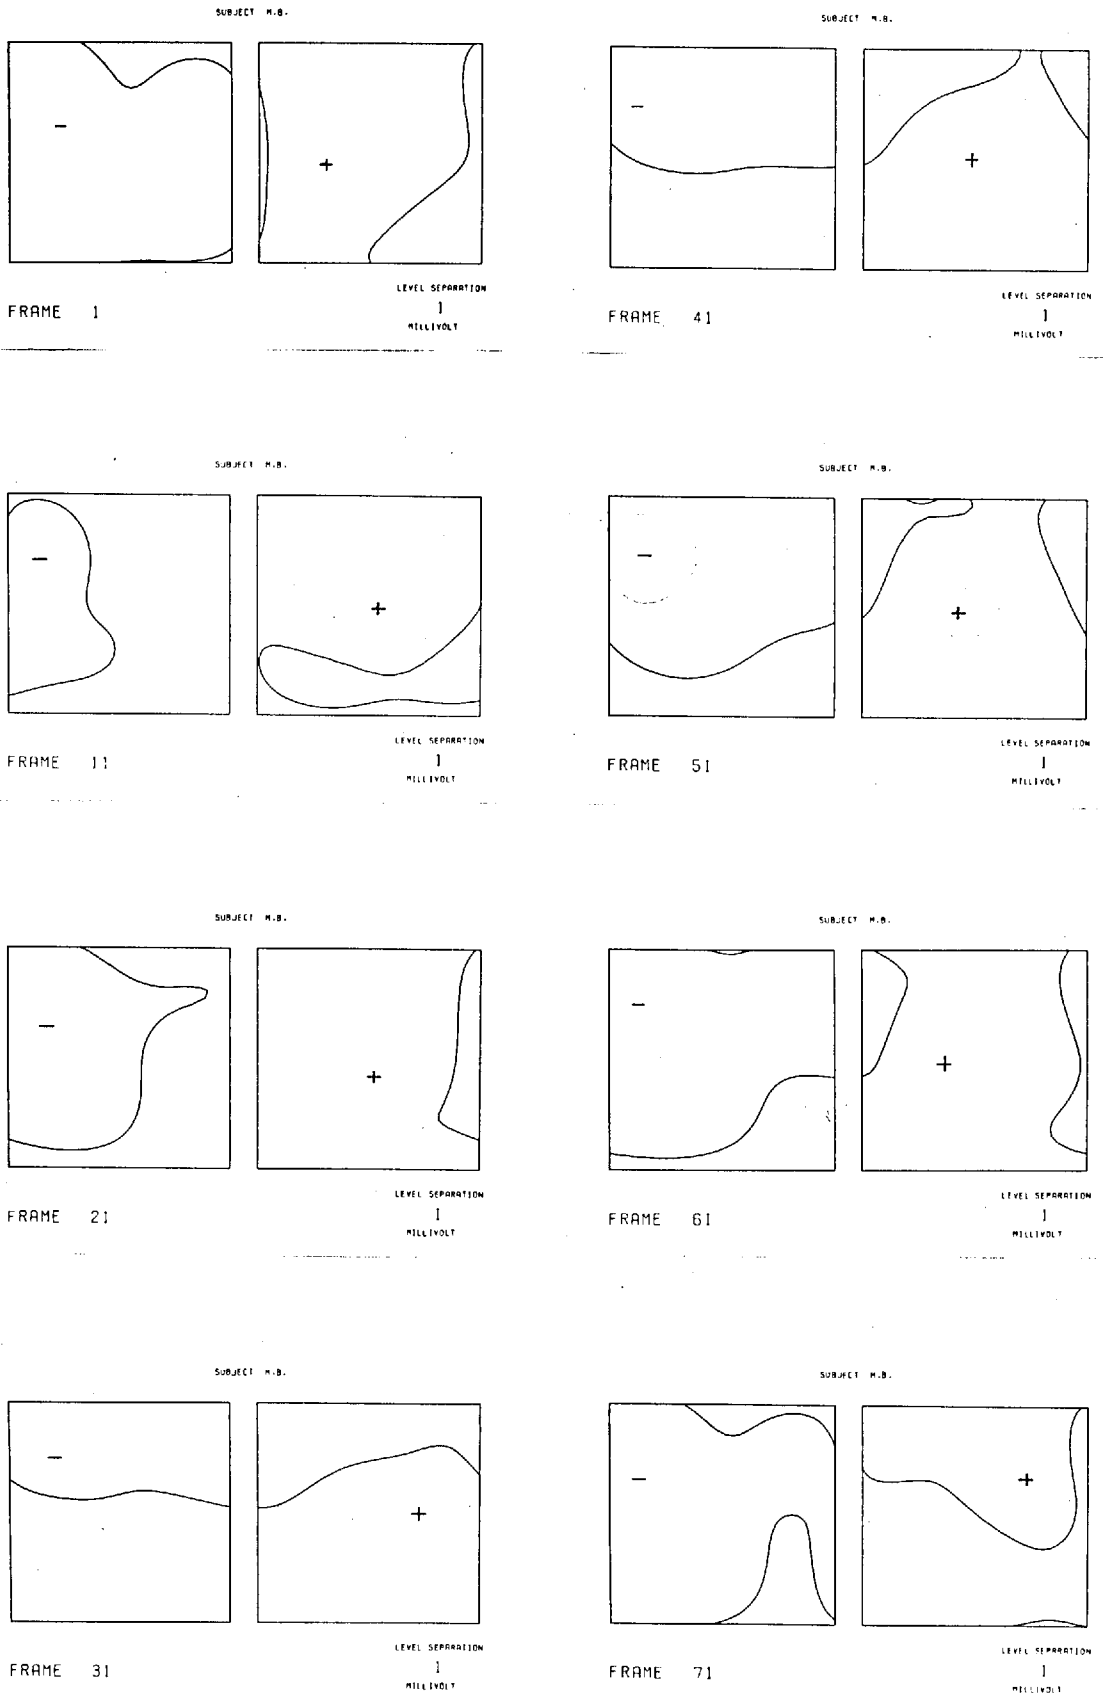 SUBJECT M.B.
LEVEL SEPARATION
FRAME 1
1
MILLIVOLT
SUBJECT M.B.
LEVEL SEPARATION
FRAME 11
1
MILLIVOLT
SUBJECT M.B.
LEVEL SEPARATION
FRAME 21
1
MILLIVOLT
SUBJECT M.B.
LEVEL SEPARATION
FRAME 31
1
MILLIVOLT
SUBJECT M.B.
LEVEL SEPARATION
FRAME 41
1
MILLIVOLT
SUBJECT M.B.
LEVEL SEPARATION
FRAME 51
1
MILLIVOLT
SUBJECT M.B.
LEVEL SEPARATION
FRAME 61
1
MILLIVOLT
SUBJECT M.B.
LEVEL SEPARATION
FRAME 71
1
MILLIVOLT